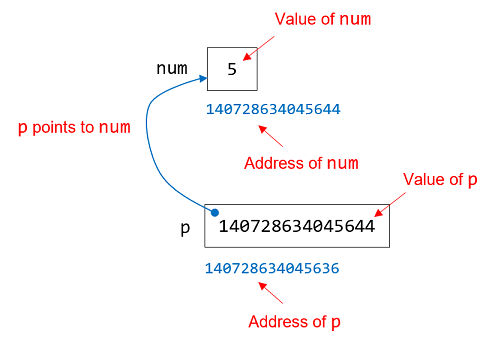 Value of num
num
5
140728634045644
p points to num
Address of num
Value of p
p
140728634045644
140728634045636
Address of p